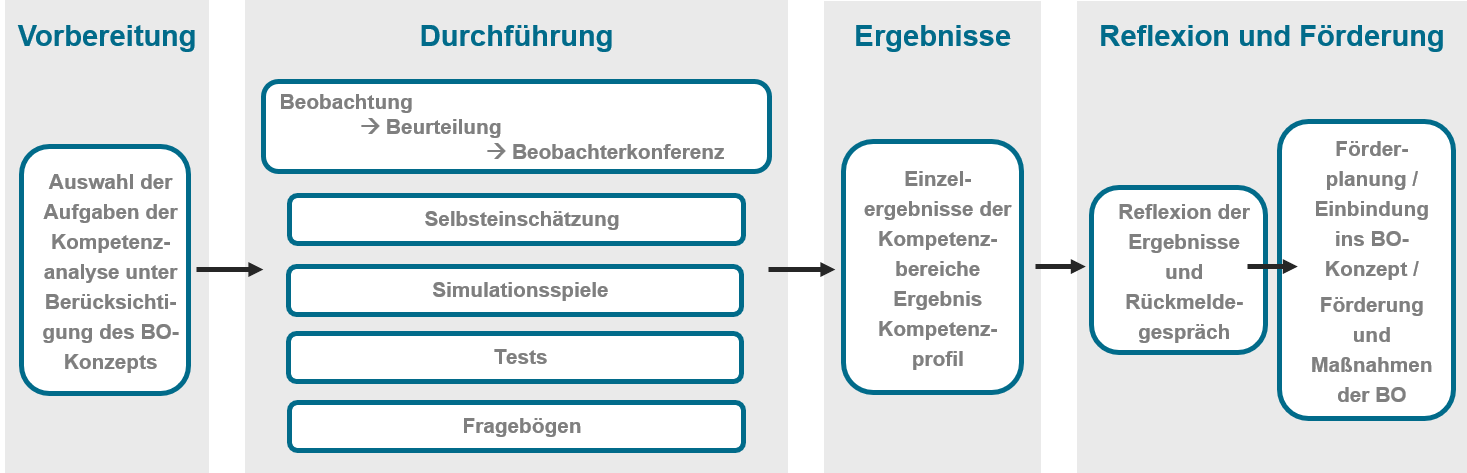 Vorbereitung
Auswahl der
Aufgaben der
Kompetenz-
analyse unter
Berücksichti-
gung des BO-
Konzepts
Durchführung
Beobachtung
→ Beurteilung
→ Beobachterkonferenz
Selbsteinschätzung
Simulationsspiele
Tests
Fragebögen
Ergebnisse
Einzel-
ergebnisse der
Kompetenz-
bereiche
Ergebnis
Kompetenz-
profil
Reflexion und Förderung
Reflexion der
Ergebnisse
und
Rückmelde-
gespräch
Förder-
planung /
Einbindung
ins BO-
Konzept /
Förderung
und
Maßnahmen
der BO